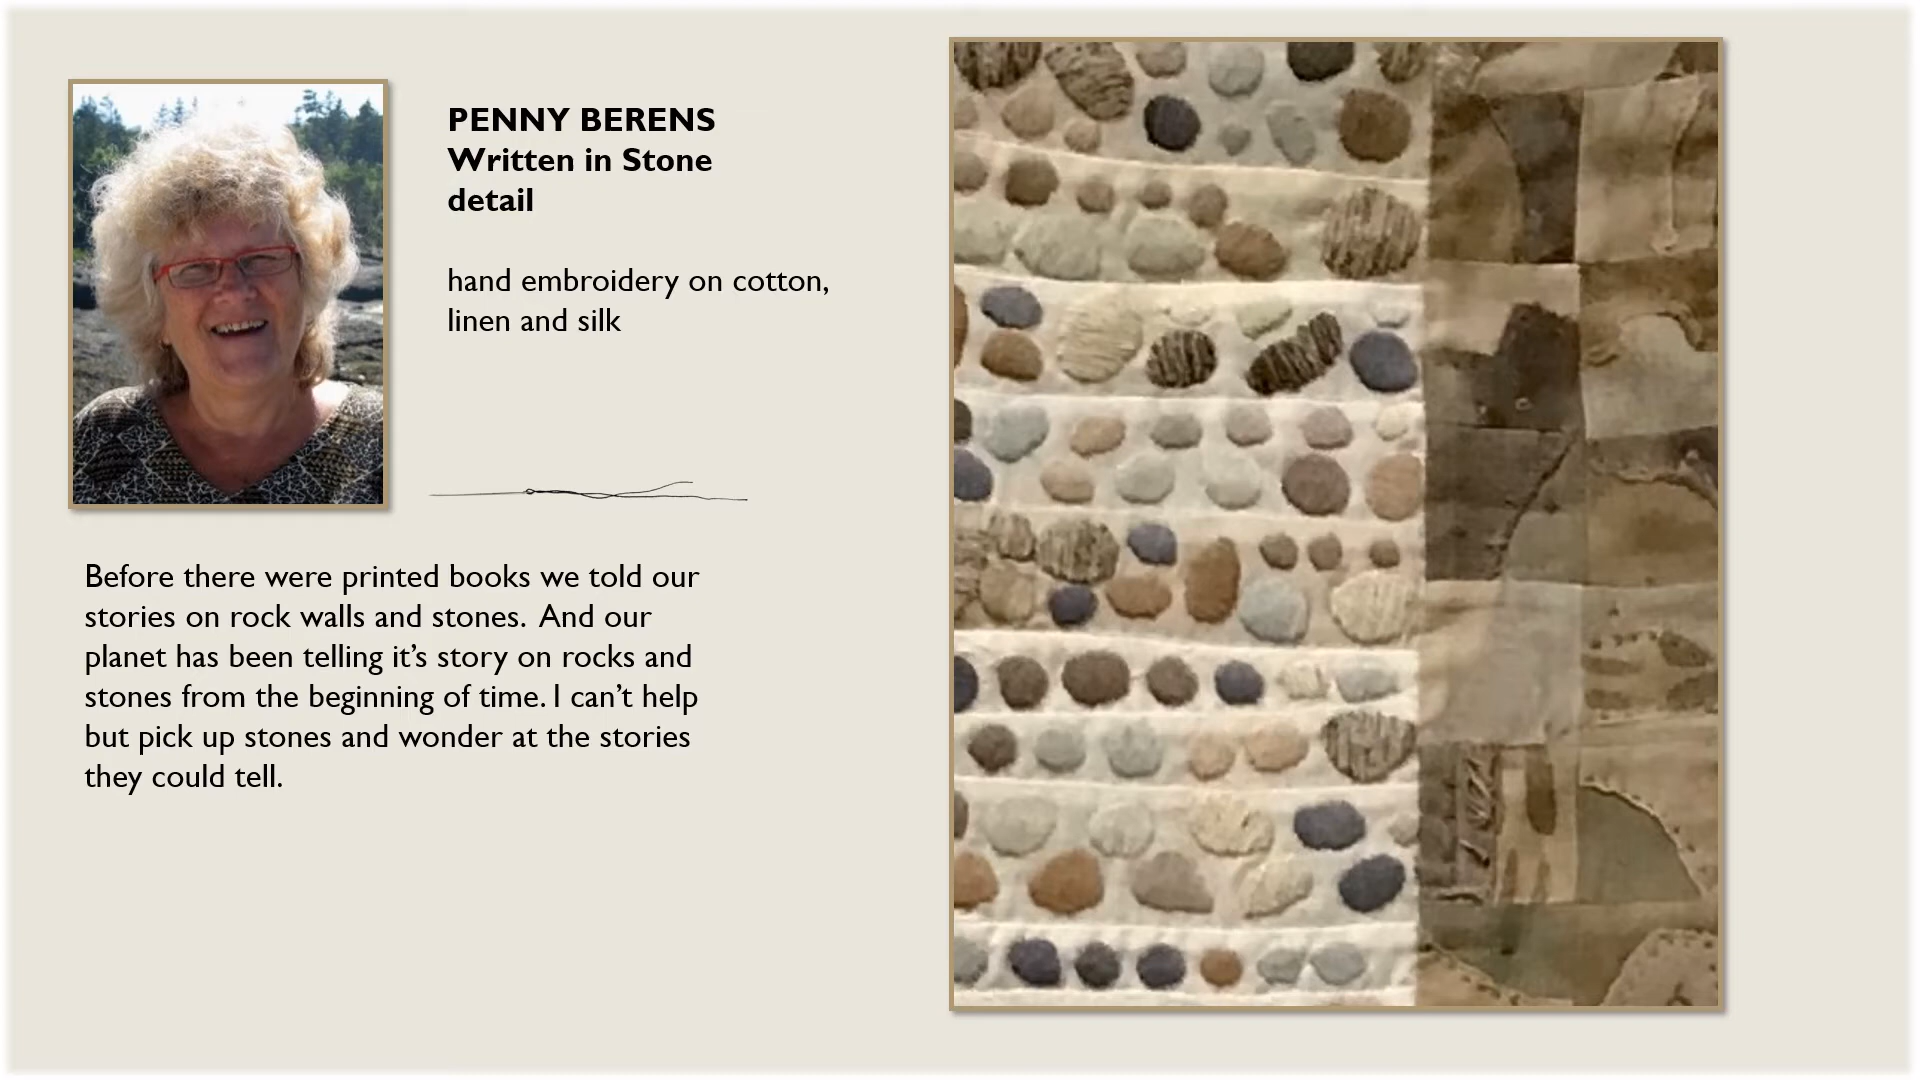 PENNY BERENS
Written in Stone
detail
hand embroidery on cotton,
linen and silk
Before there were printed books we told our
stories on rock walls and stones.  And our
planet has been telling it’s story on rocks and
stones from the beginning of time. I can’t help
but pick up stones and wonder at the stories
they could tell.